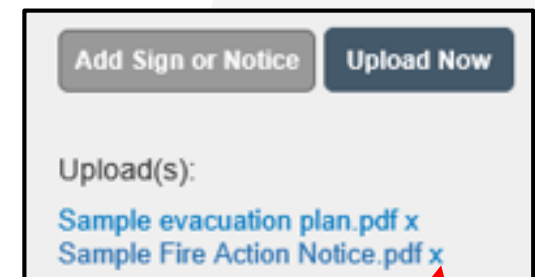 Add Sign or Notice Upload Now
Upload(s):
Sample evacuation plan.pdf x
Sample Fire Action Notice.pdf x